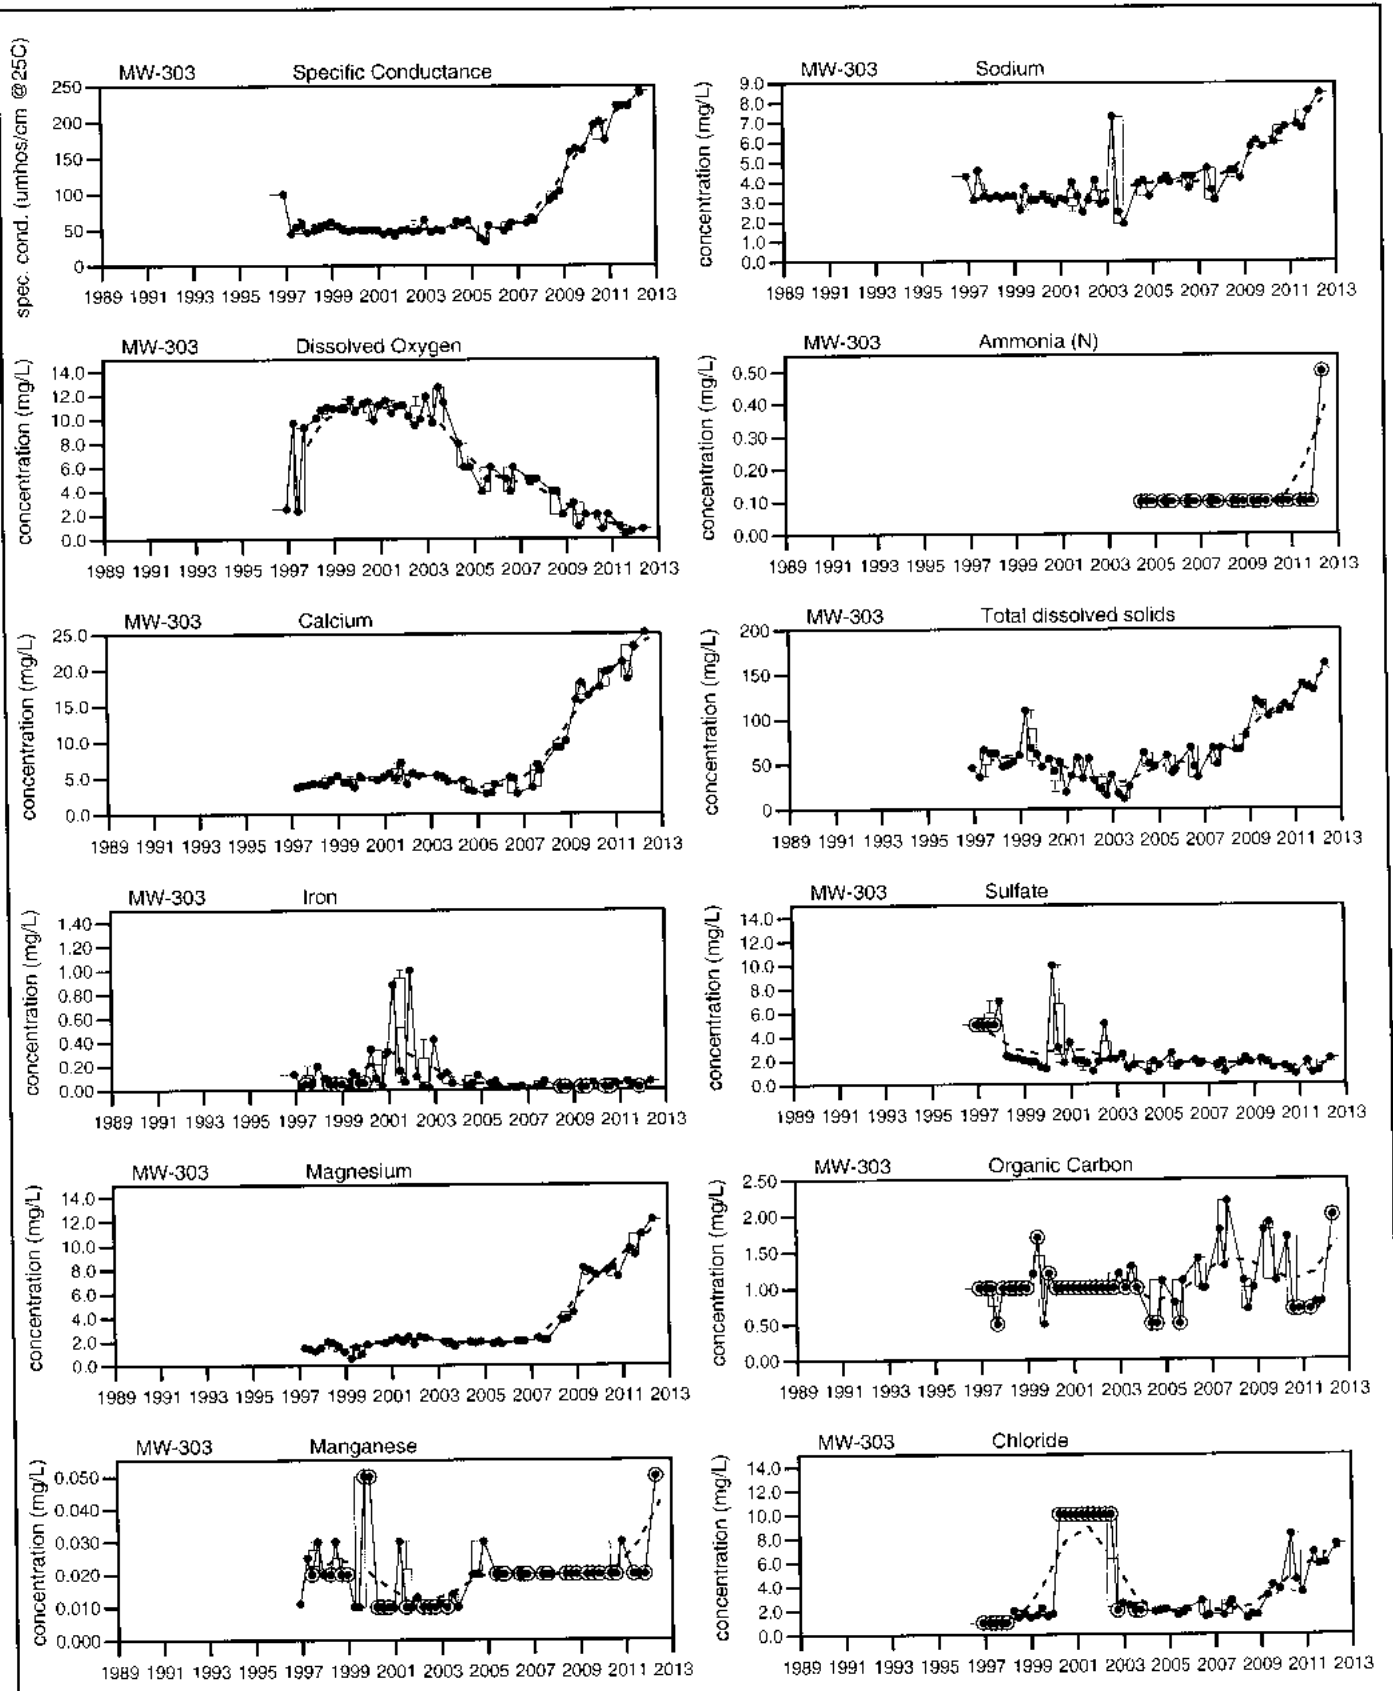 MW-303 Specific Conductance
spec. cond. (umhos/cm @25C)
250
200
150
100
50
0
1989 1991 1993 1995 1997 1999 2001 2003 2005 2007 2009 2011 2013
MW-303 Sodium
concentration (mg/L)
9.0
8.0
7.0
6.0
5.0
4.0
3.0
2.0
1.0
0.0
1989 1991 1993 1995 1997 1999 2001 2003 2005 2007 2009 2011 2013
MW-303 Dissolved Oxygen
concentration (mg/L)
14.0
12.0
10.0
8.0
6.0
4.0
2.0
0.0
1989 1991 1993 1995 1997 1999 2001 2003 2005 2007 2009 2011 2013
MW-303 Ammonia (N)
concentration (mg/L)
0.50
0.40
0.30
0.20
0.10
0.00
1989 1991 1993 1995 1997 1999 2001 2003 2005 2007 2009 2011 2013
MW-303 Calcium
concentration (mg/L)
25.0
20.0
15.0
10.0
5.0
0.0
1989 1991 1993 1995 1997 1999 2001 2003 2005 2007 2009 2011 2013
MW-303 Total dissolved solids
concentration (mg/L)
200
150
100
50
0
1989 1991 1993 1995 1997 1999 2001 2003 2005 2007 2009 2011 2013
MW-303 Iron
concentration (mg/L)
1.40
1.20
1.00
0.80
0.60
0.40
0.20
0.00
1989 1991 1993 1995 1997 1999 2001 2003 2005 2007 2009 2011 2013
MW-303 Sulfate
concentration (mg/L)
14.0
12.0
10.0
8.0
6.0
4.0
2.0
0.0
1989 1991 1993 1995 1997 1999 2001 2003 2005 2007 2009 2011 2013
MW-303 Magnesium
concentration (mg/L)
14.0
12.0
10.0
8.0
6.0
4.0
2.0
0.0
1989 1991 1993 1995 1997 1999 2001 2003 2005 2007 2009 2011 2013
MW-303 Organic Carbon
concentration (mg/L)
2.50
2.00
1.50
1.00
0.50
0.00
1989 1991 1993 1995 1997 1999 2001 2003 2005 2007 2009 2011 2013
MW-303 Manganese
concentration (mg/L)
0.050
0.040
0.030
0.020
0.010
0.000
1989 1991 1993 1995 1997 1999 2001 2003 2005 2007 2009 2011 2013
MW-303 Chloride
concentration (mg/L)
14.0
12.0
10.0
8.0
6.0
4.0
2.0
0.0
1989 1991 1993 1995 1997 1999 2001 2003 2005 2007 2009 2011 2013